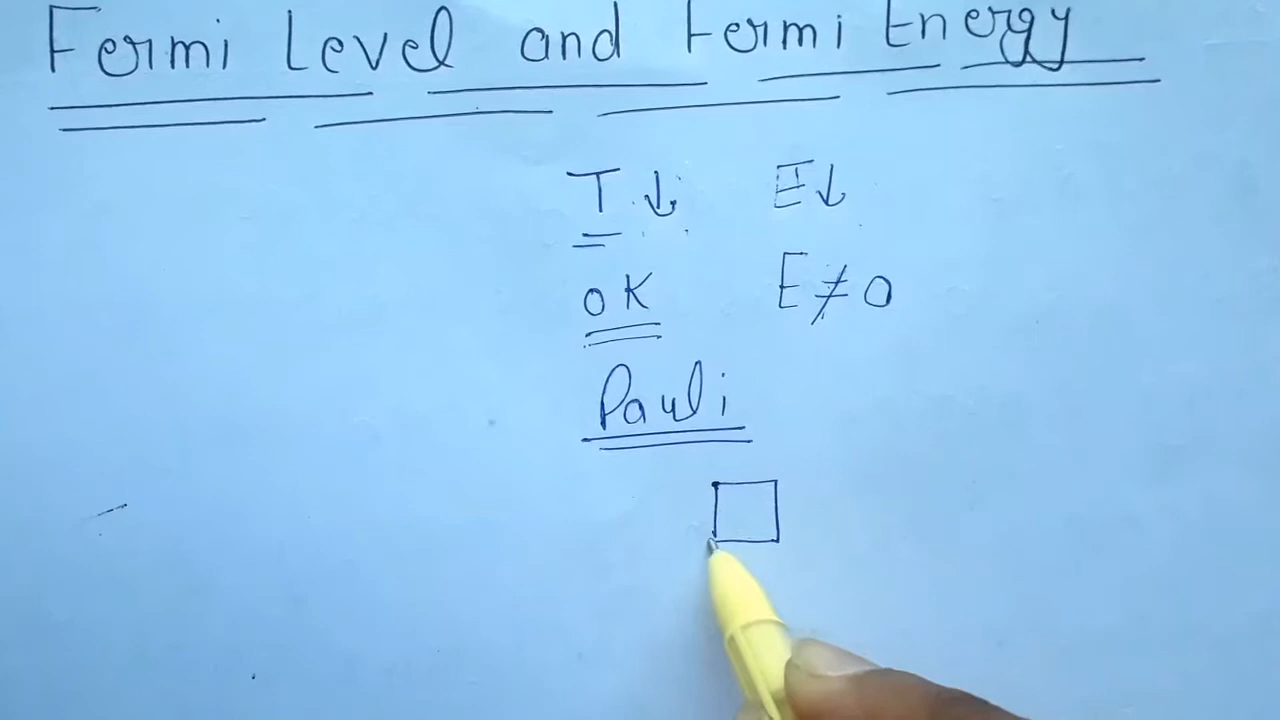 Fermi Level and Fermi Energy
T ↓ E↓
0K E≠0
Pauli